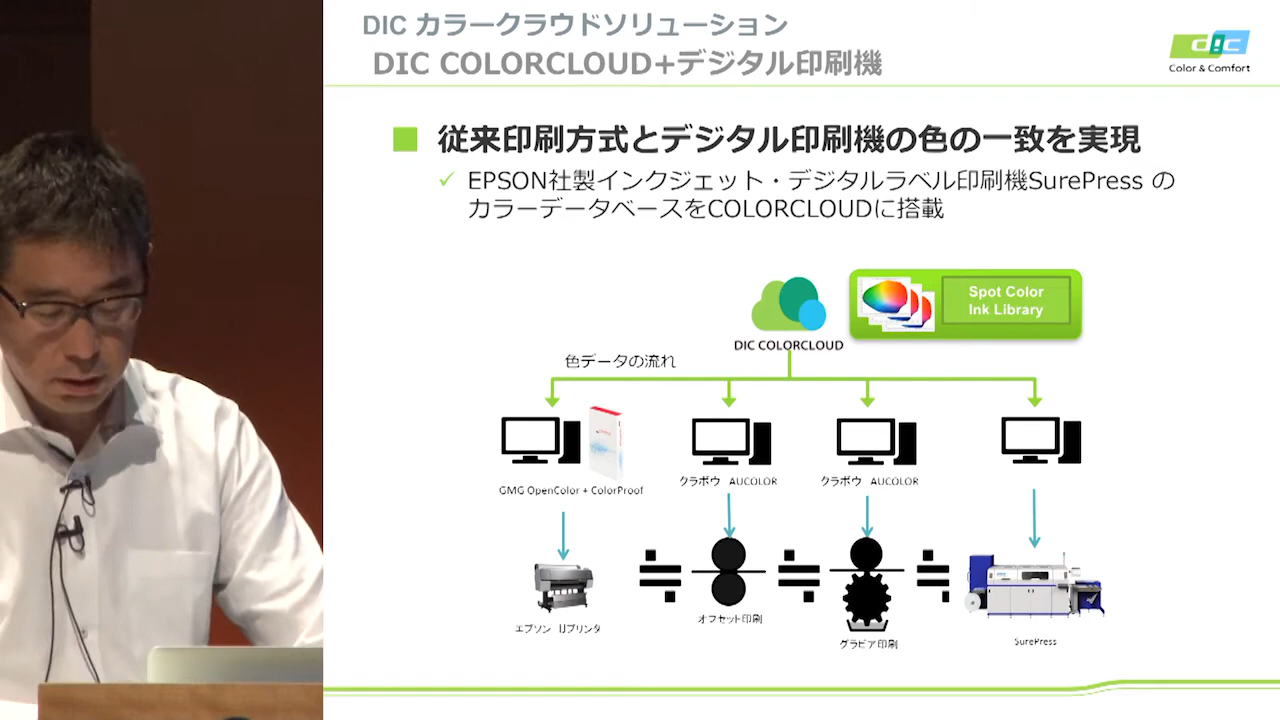 DIC カラークラウドソリューション
DIC COLORCLOUD+デジタル印刷機
dic
Color & Comfort
従来印刷方式とデジタル印刷機の色の一致を実現
EPSON社製インクジェット・デジタルラベル印刷機SurePress の
カラーデータベースをCOLORCLOUDに搭載
Spot Color
Ink Library
DIC COLORCLOUD
色データの流れ
GMG OpenColor + ColorProof
クラボウ AUCOLOR
クラボウ AUCOLOR
≒ ≒ ≒
エプソン IJプリンタ
オフセット印刷
グラビア印刷
SurePress